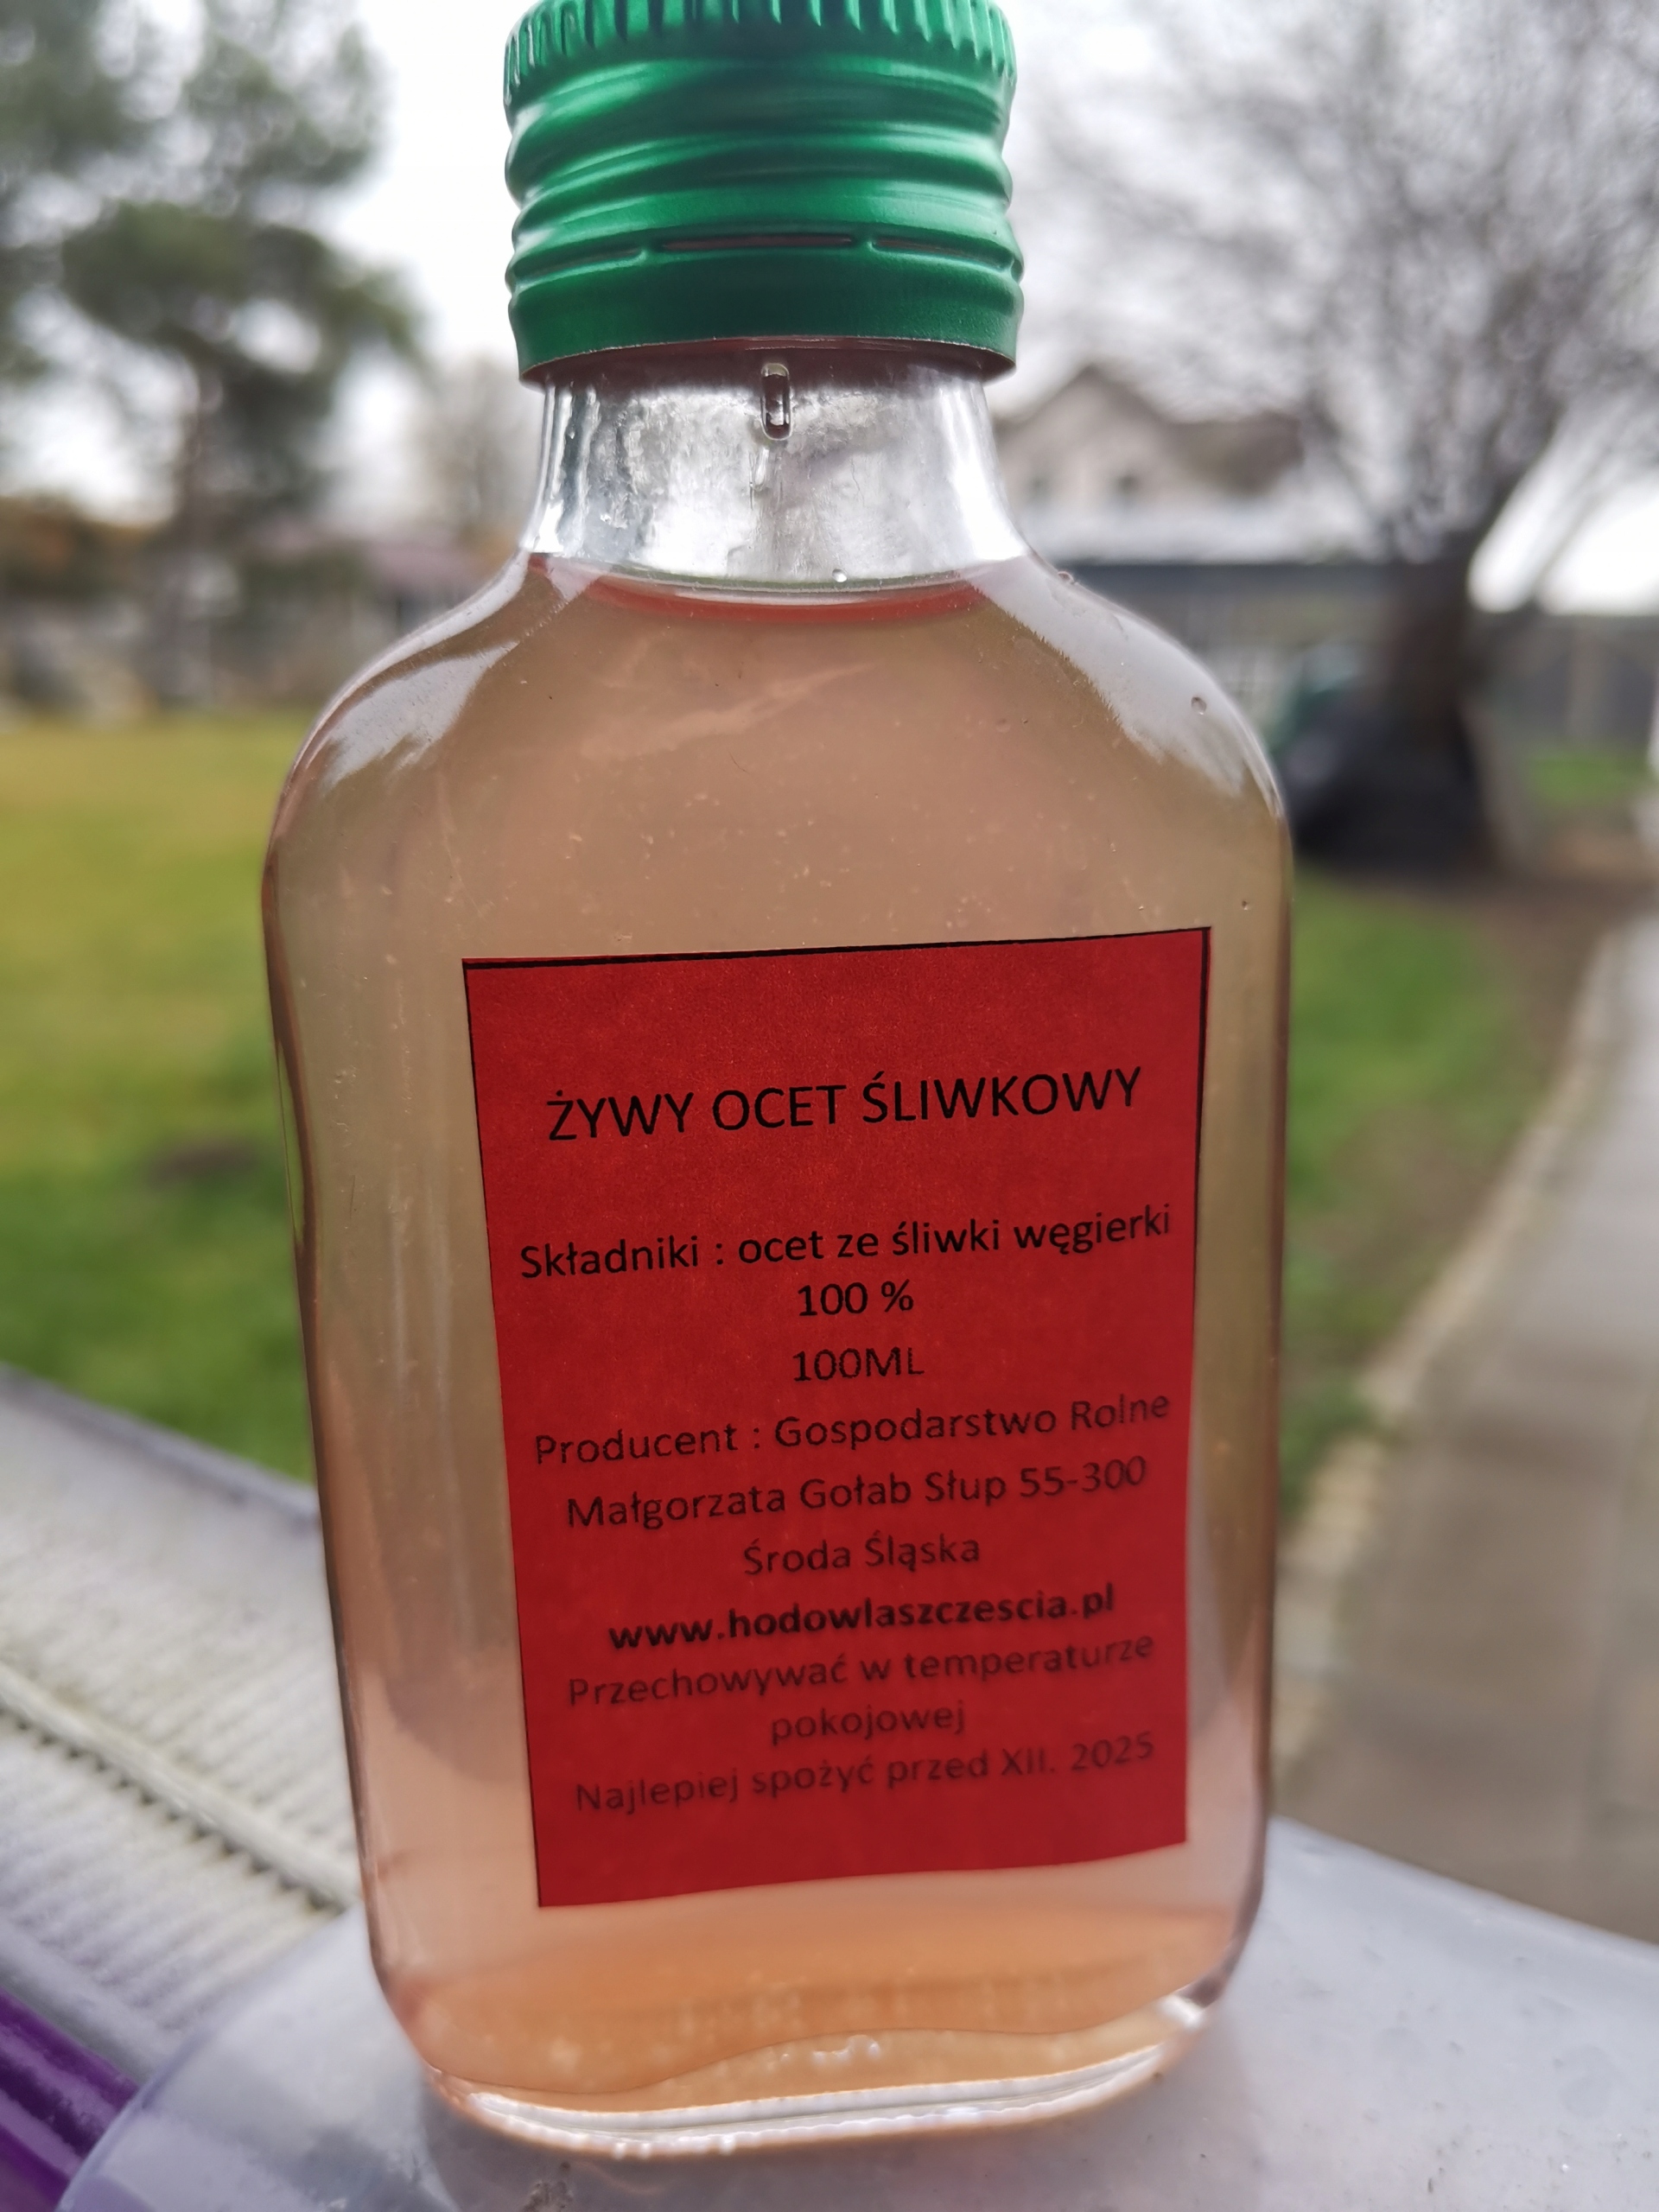 ŻYWY OCET ŚLIWKOWY
Składniki : ocet ze śliwki węgierki
100 %
100ML
Producent : Gospodarstwo Rolne
Małgorzata Gołab Słup 55-300
Środa Śląska
www.hodowlaszczescia.pl
Przechowywać w temperaturze
pokojowej
Najlepiej spożyć przed XII. 2025